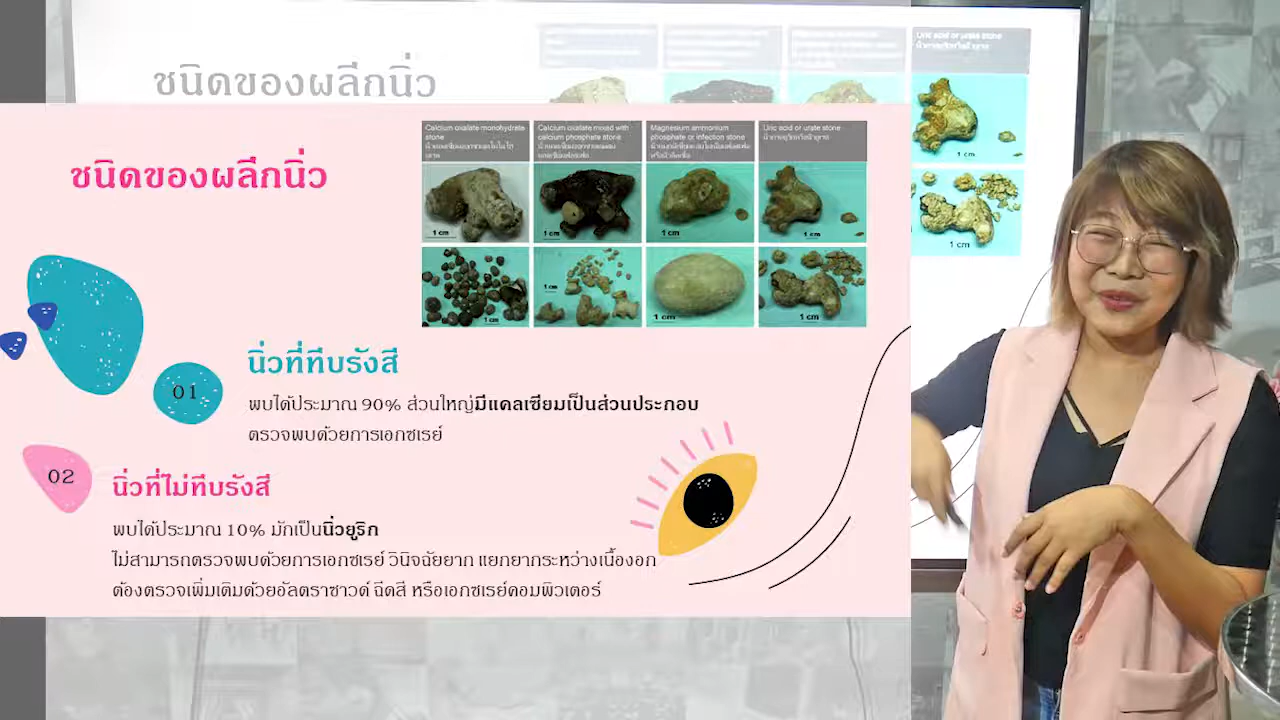 ชนิดของผลึกนิ่ว
Uric acid or urate stone
1 cm
1 cm
ชนิดของผลึกนิ่ว
Calcium oxalate monohydrate stone
Calcium oxalate mixed with calcium phosphate stone
Magnesium ammonium phosphate or infection stone
Uric acid or urate stone
1 cm
1 cm
1 cm
1 cm
1 cm
1 cm
1 cm
1 cm
01
นิ่วที่ทึบรังสี
พบได้ประมาณ 90% ส่วนใหญ่มีแคลเซียมเป็นส่วนประกอบ
ตรวจพบด้วยการเอกซเรย์
02
นิ่วที่ไม่ทึบรังสี
พบได้ประมาณ 10% มักเป็นนิ่วยูริก
ไม่สามารถตรวจพบด้วยการเอกซเรย์ วินิจฉัยยาก แยกยากระหว่างเนื้องอก
ต้องตรวจเพิ่มเติมด้วยอัลตราซาวด์ ฉีดสี หรือเอกซเรย์คอมพิวเตอร์